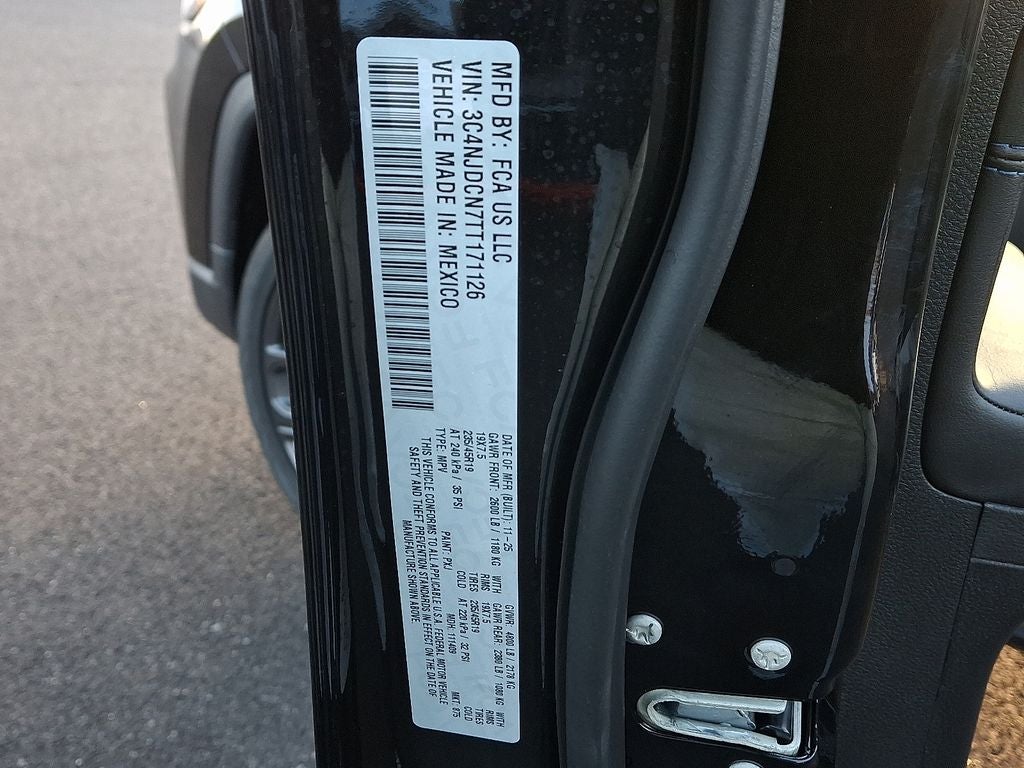 MFD BY: FCA US LLC
VIN: 3C4NJDCN7TT171126
VEHICLE MADE IN: MEXICO
DATE OF MFR (BUILT): 11-25 GVWR: 4800 LB / 2178 KG
GAWR FRONT: 2600 LB / 1180 KG WITH GAWR REAR: 2380 LB / 1080 KG WITH
19X7.5 RIMS 19X7.5 RIMS
235/45R19 TIRES 235/45R19 TIRES
AT 240 kPa / 35 PSI COLD AT 220 kPa / 32 PSI COLD
TYPE: MPV PAINT: PXJ MDH: 111409 MKT: 875
THIS VEHICLE CONFORMS TO ALL APPLICABLE U.S.A. FEDERAL MOTOR VEHICLE
SAFETY AND THEFT PREVENTION STANDARDS IN EFFECT ON THE DATE OF
MANUFACTURE SHOWN ABOVE.